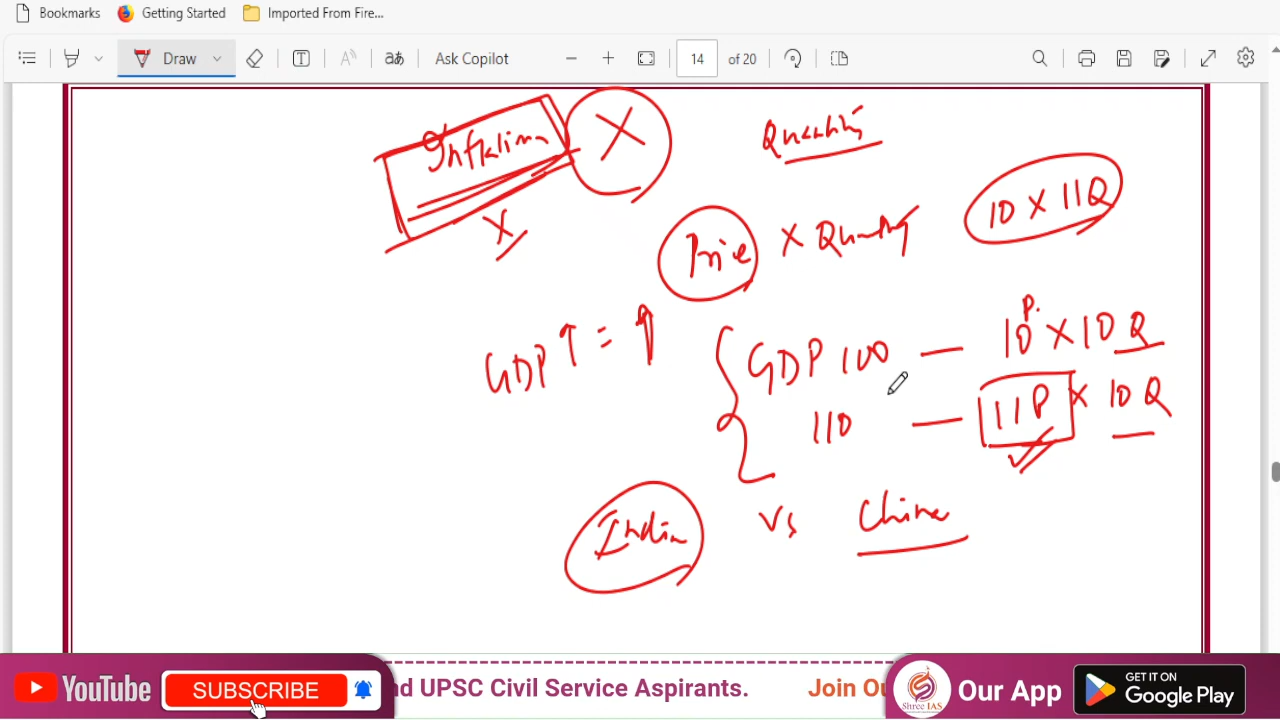 Bookmarks Getting Started Imported From Fire...
Draw Ask Copilot 14 of 20
Inflation X Quantity
X
Price X Quantity 10 X 11Q
GDP ↑ = ↑
P.
GDP 100 — 10 X 10 Q
110 — 11P X 10 Q
India vs China
YouTube SUBSCRIBE nd UPSC Civil Service Aspirants. Join Ou Shree IAS Our App GET IT ON Google Play